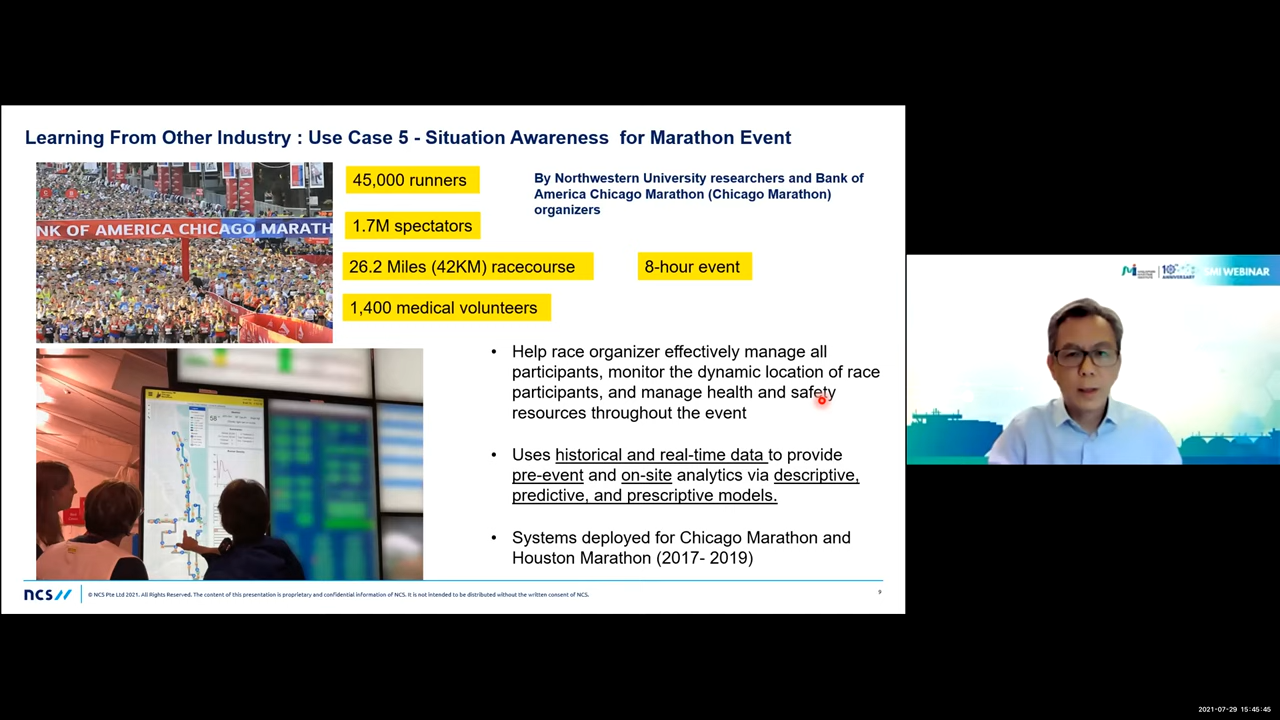 Learning From Other Industry : Use Case 5 - Situation Awareness for Marathon Event
NK OF AMERICA CHICAGO MARATH
45,000 runners
1.7M spectators
26.2 Miles (42KM) racecourse
8-hour event
1,400 medical volunteers
By Northwestern University researchers and Bank of
America Chicago Marathon (Chicago Marathon)
organizers
• Help race organizer effectively manage all
participants, monitor the dynamic location of race
participants, and manage health and safety
resources throughout the event
• Uses historical and real-time data to provide
pre-event and on-site analytics via descriptive,
predictive, and prescriptive models.
• Systems deployed for Chicago Marathon and
Houston Marathon (2017- 2019)
ncs//
© NCS Pte Ltd 2021. All Rights Reserved. The content of this presentation is proprietary and confidential information of NCS. It is not intended to be distributed without the written consent of NCS.
9
SMI WEBINAR
2021-07-29 15:45:45